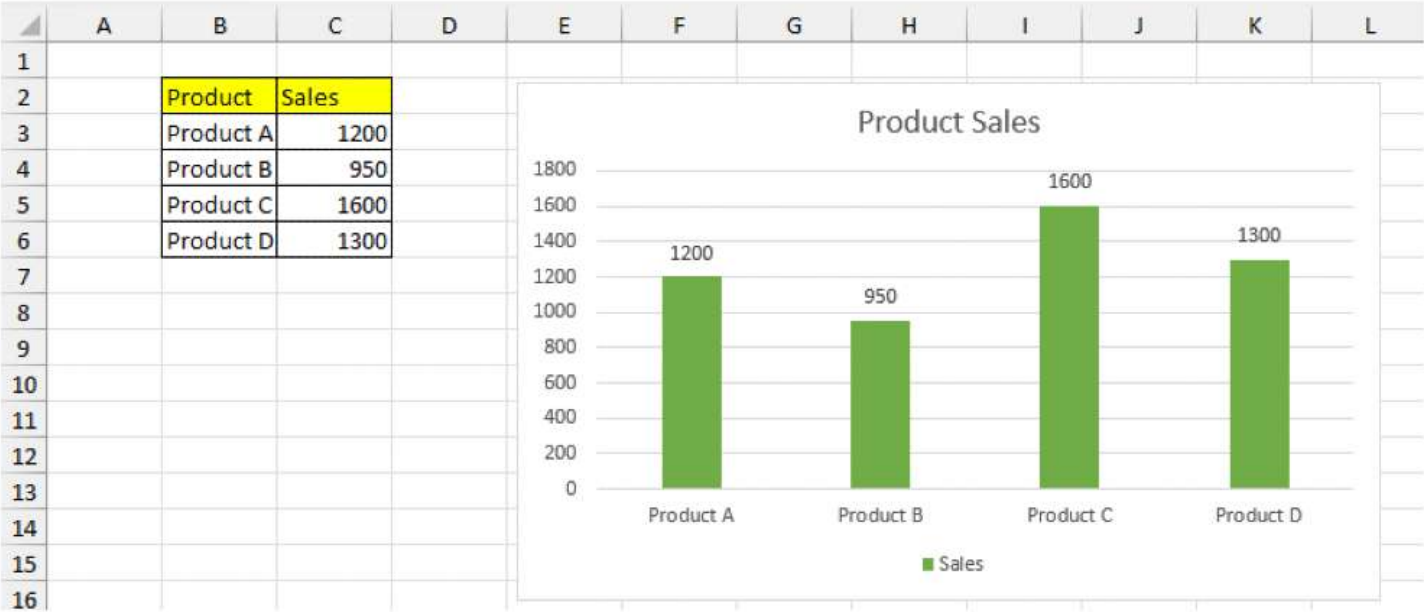 A B C D E F G H I J K L
1
2 Product Sales
3 Product A 1200
4 Product B 950
5 Product C 1600
6 Product D 1300
7
8
9
10
11
12
13
14
15
16
Product Sales
1800
1600
1400
1200
1000
800
600
400
200
0
1200 950 1600 1300
Product A Product B Product C Product D
Sales